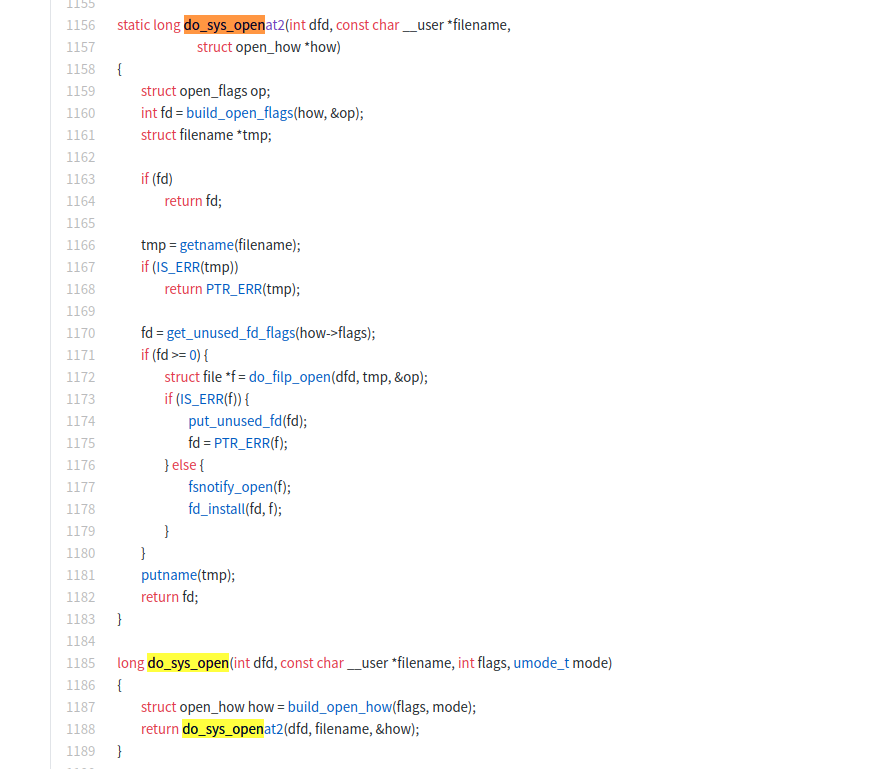 1155
1156 static long do_sys_openat2(int dfd, const char __user *filename,
1157 struct open_how *how)
1158 {
1159 struct open_flags op;
1160 int fd = build_open_flags(how, &op);
1161 struct filename *tmp;
1162
1163 if (fd)
1164 return fd;
1165
1166 tmp = getname(filename);
1167 if (IS_ERR(tmp))
1168 return PTR_ERR(tmp);
1169
1170 fd = get_unused_fd_flags(how->flags);
1171 if (fd >= 0) {
1172 struct file *f = do_filp_open(dfd, tmp, &op);
1173 if (IS_ERR(f)) {
1174 put_unused_fd(fd);
1175 fd = PTR_ERR(f);
1176 } else {
1177 fsnotify_open(f);
1178 fd_install(fd, f);
1179 }
1180 }
1181 putname(tmp);
1182 return fd;
1183 }
1184
1185 long do_sys_open(int dfd, const char __user *filename, int flags, umode_t mode)
1186 {
1187 struct open_how how = build_open_how(flags, mode);
1188 return do_sys_openat2(dfd, filename, &how);
1189 }